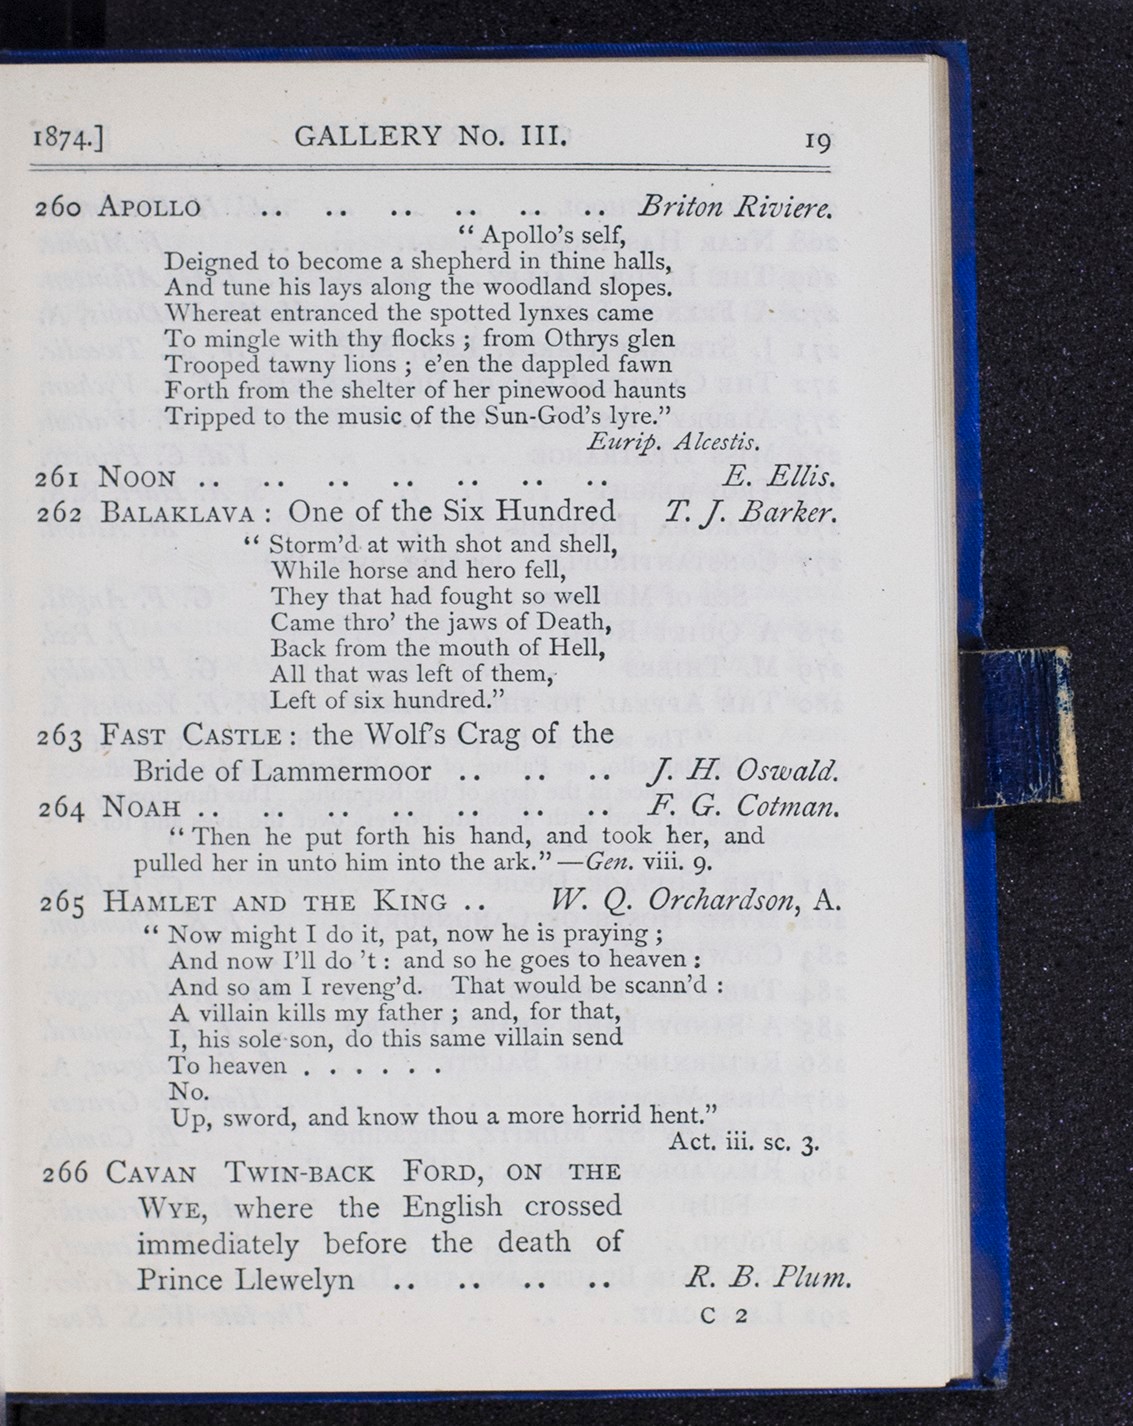 1874.] GALLERY No. III. 19
260 APOLLO .. .. .. .. .. .. Briton Riviere.
“ Apollo’s self,
Deigned to become a shepherd in thine halls,
And tune his lays along the woodland slopes.
Whereat entranced the spotted lynxes came
To mingle with thy flocks ; from Othrys glen
Trooped tawny lions ; e’en the dappled fawn
Forth from the shelter of her pinewood haunts
Tripped to the music of the Sun-God’s lyre.”
Eurip. Alcestis.
261 NOON .. .. .. .. .. .. .. E. Ellis.
262 BALAKLAVA : One of the Six Hundred T. J. Barker.
“ Storm’d at with shot and shell,
While horse and hero fell,
They that had fought so well
Came thro’ the jaws of Death,
Back from the mouth of Hell,
All that was left of them,
Left of six hundred.”
263 FAST CASTLE : the Wolf’s Crag of the
Bride of Lammermoor .. .. .. J. H. Oswald.
264 NOAH .. .. .. .. .. .. .. F. G. Cotman.
“ Then he put forth his hand, and took her, and
pulled her in unto him into the ark.”—Gen. viii. 9.
265 HAMLET AND THE KING .. W. Q. Orchardson, A.
“ Now might I do it, pat, now he is praying ;
And now I’ll do ’t : and so he goes to heaven ;
And so am I reveng’d. That would be scann’d :
A villain kills my father ; and, for that,
I, his sole son, do this same villain send
To heaven . . . . . .
No.
Up, sword, and know thou a more horrid hent.”
Act. iii. sc. 3.
266 CAVAN TWIN-BACK FORD, ON THE
WYE, where the English crossed
immediately before the death of
Prince Llewelyn .. .. .. .. R. B. Plum.
C 2